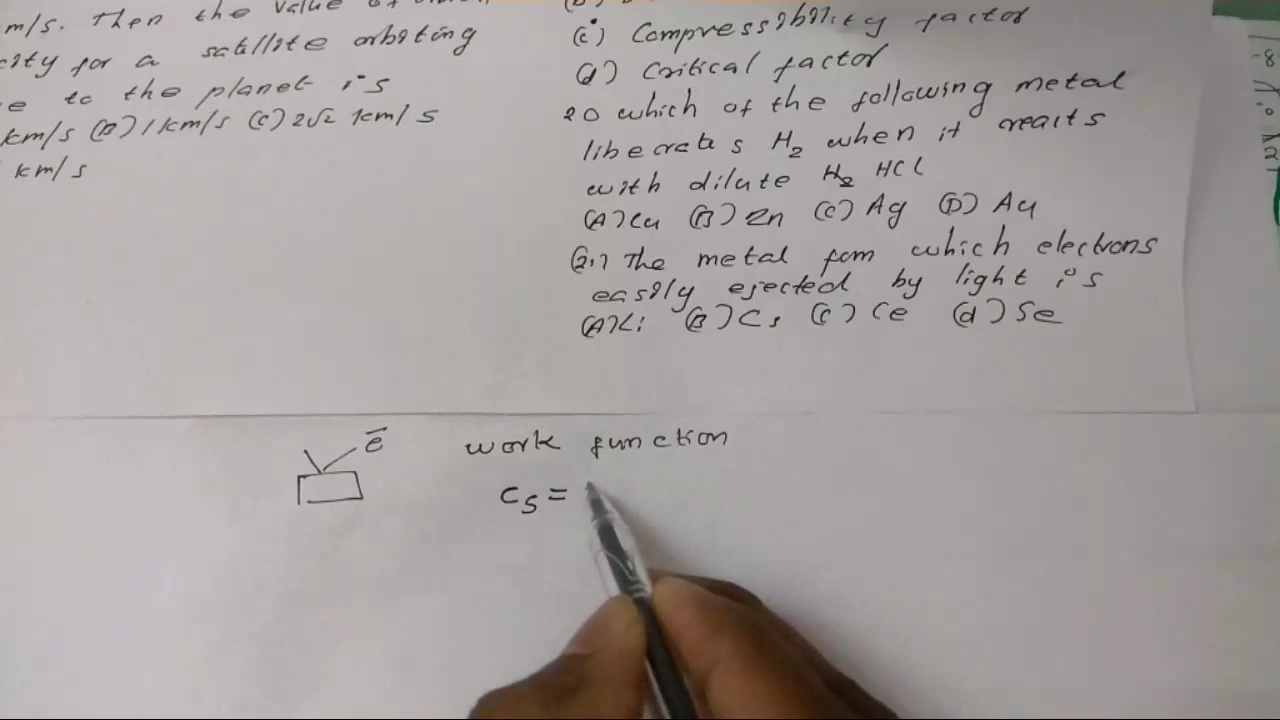 m/s. Then the value of
for a satellite orbiting
e to the planet is
km/s (B) 1 km/s (C) 2√2 km/s
km/s
(c) Compressibility factor
(d) Critical factor
20 which of the following metal
liberates H2 when it reacts
with dilute H2 HCl
(A) Cu (B) Zn (C) Ag (D) Au
(21) The metal fom which electrons
easily ejected by light is
(A) Li (B) Cs (C) Ce (d) Se
ē work function
Cs =
-8